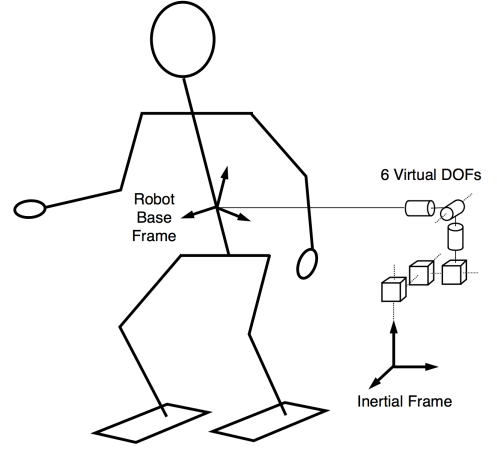 6 Virtual DOFs
Robot
Base
Frame
Inertial Frame